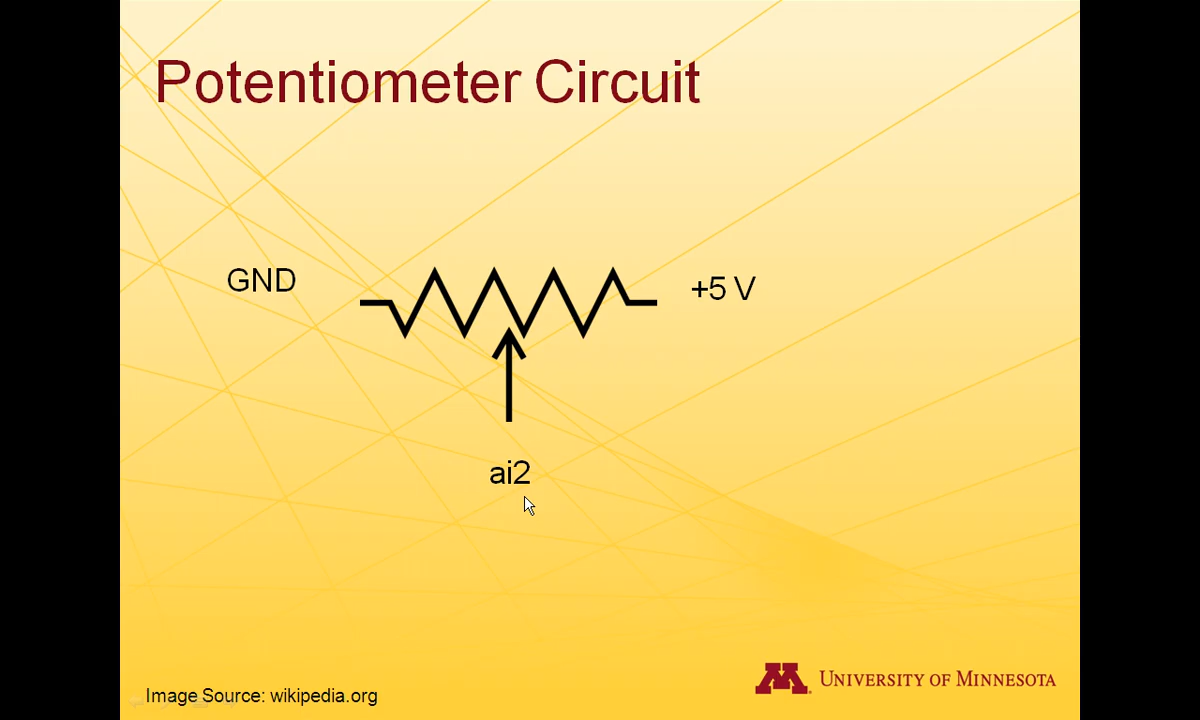 Potentiometer Circuit
GND
+5 V
ai2
Image Source: wikipedia.org
M
UNIVERSITY OF MINNESOTA